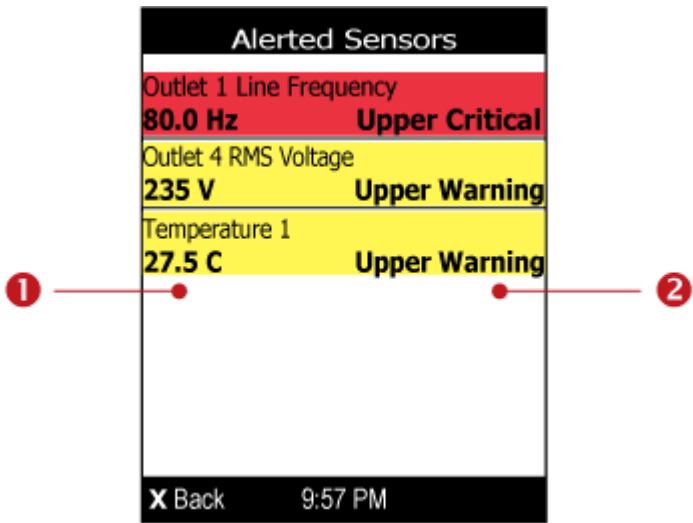 Alerted Sensors
Outlet 1 Line Frequency
80.0 Hz Upper Critical
Outlet 4 RMS Voltage
235 V Upper Warning
Temperature 1
27.5 C Upper Warning
1 2
X Back 9:57 PM